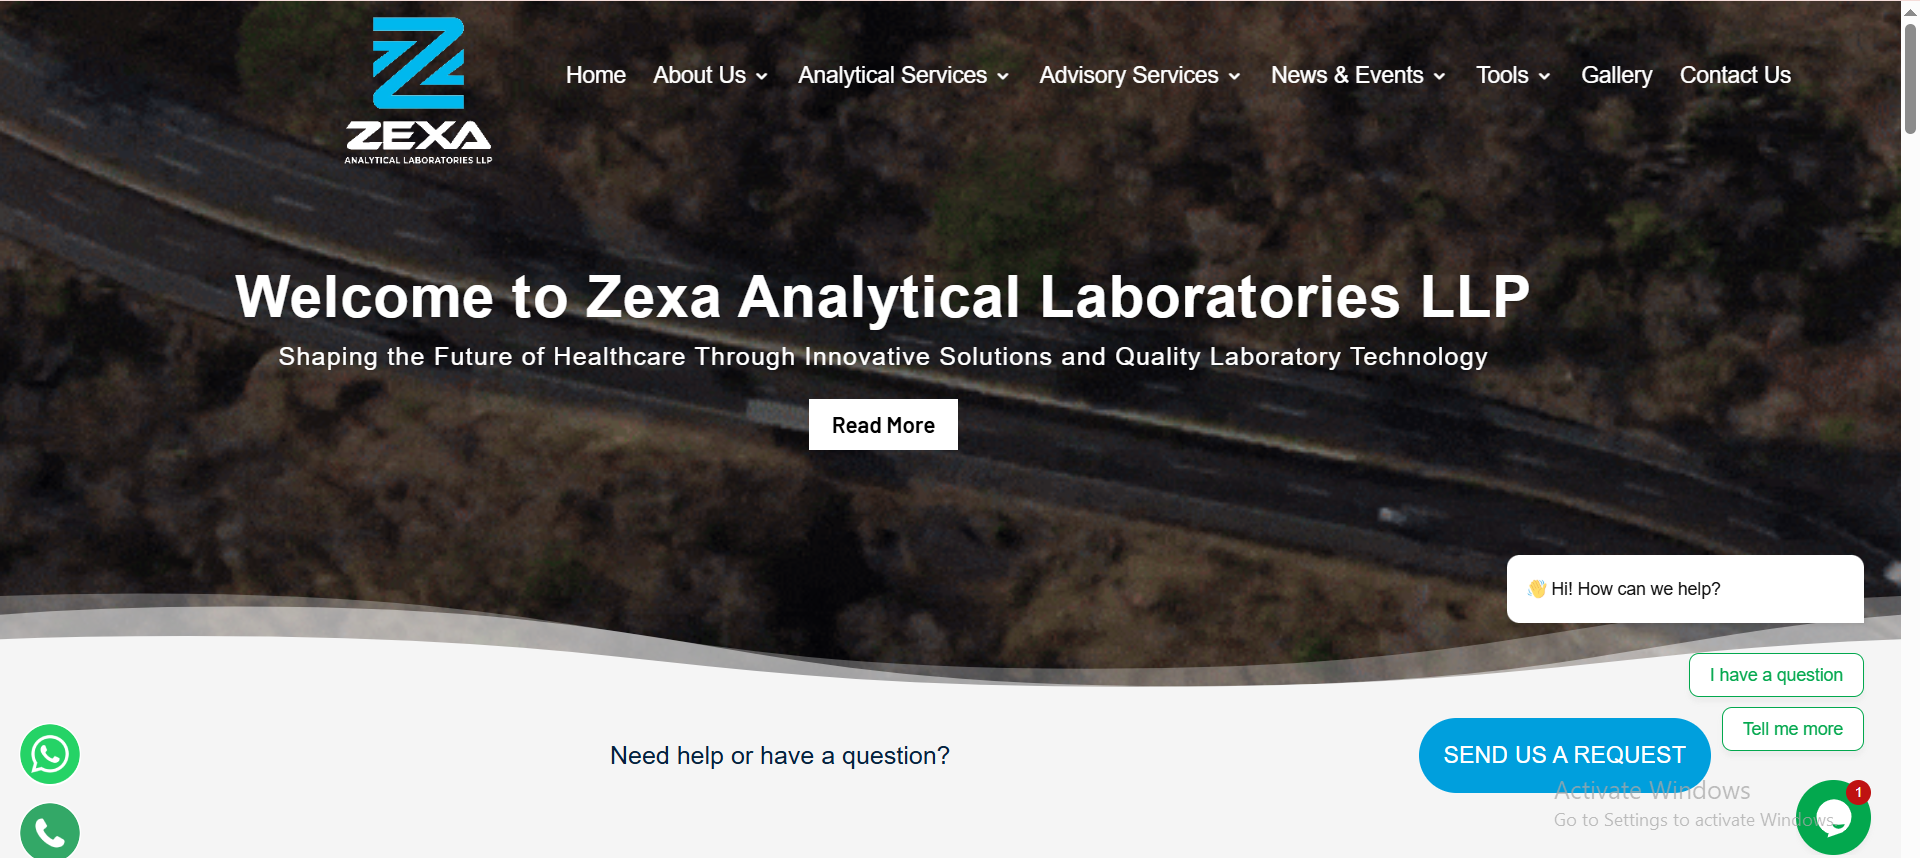 ZEXA
ANALYTICAL LABORATORIES LLP
Home About Us Analytical Services Advisory Services News & Events Tools Gallery Contact Us
Welcome to Zexa Analytical Laboratories LLP
Shaping the Future of Healthcare Through Innovative Solutions and Quality Laboratory Technology
Read More
👋 Hi! How can we help?
I have a question
Tell me more
Need help or have a question?
SEND US A REQUEST
Activate Windows
Go to Settings to activate Windows.
1